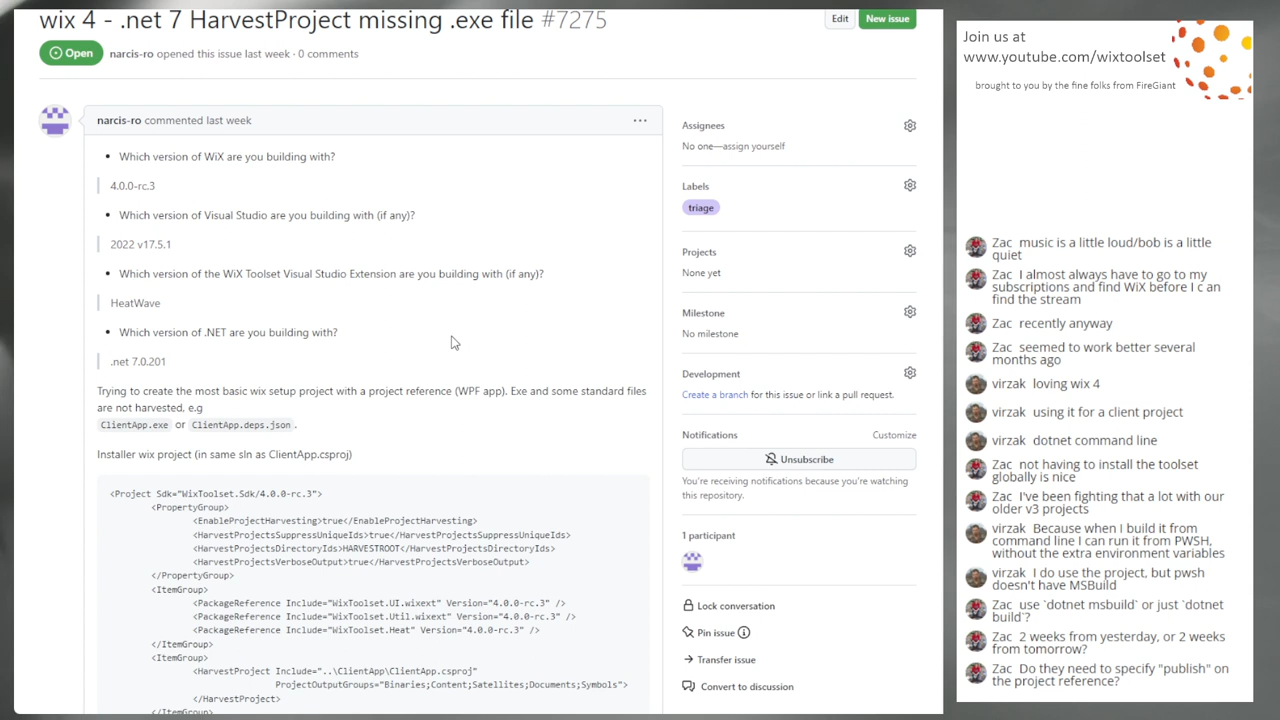 wix 4 - .net 7 HarvestProject missing .exe file #7275
Edit
New issue
Open
narcis-ro opened this issue last week · 0 comments
narcis-ro commented last week
• Which version of WiX are you building with?
4.0.0-rc.3
• Which version of Visual Studio are you building with (if any)?
2022 v17.5.1
• Which version of the WiX Toolset Visual Studio Extension are you building with (if any)?
HeatWave
• Which version of .NET are you building with?
.net 7.0.201
Trying to create the most basic wix setup project with a project reference (WPF app). Exe and some standard files
are not harvested, e.g
ClientApp.exe or ClientApp.deps.json .
Installer wix project (in same sln as ClientApp.csproj)
<Project Sdk="WixToolset.Sdk/4.0.0-rc.3">
<PropertyGroup>
<EnableProjectHarvesting>true</EnableProjectHarvesting>
<HarvestProjectsSuppressUniqueIds>true</HarvestProjectsSuppressUniqueIds>
<HarvestProjectsDirectoryIds>HARVESTROOT</HarvestProjectsDirectoryIds>
<HarvestProjectsVerboseOutput>true</HarvestProjectsVerboseOutput>
</PropertyGroup>
<ItemGroup>
<PackageReference Include="WixToolset.UI.wixext" Version="4.0.0-rc.3" />
<PackageReference Include="WixToolset.Util.wixext" Version="4.0.0-rc.3" />
<PackageReference Include="WixToolset.Heat" Version="4.0.0-rc.3" />
</ItemGroup>
<ItemGroup>
<HarvestProject Include="..\ClientApp\ClientApp.csproj"
ProjectOutputGroups="Binaries;Content;Satellites;Documents;Symbols">
</HarvestProject>
</ItemGroup>
Assignees
No one—assign yourself
Labels
triage
Projects
None yet
Milestone
No milestone
Development
Create a branch for this issue or link a pull request.
Notifications
Customize
Unsubscribe
You're receiving notifications because you're watching
this repository.
1 participant
Lock conversation
Pin issue
Transfer issue
Convert to discussion
Join us at
www.youtube.com/wixtoolset
brought to you by the fine folks from FireGiant
Zac music is a little loud/bob is a little
quiet
Zac I almost always have to go to my
subscriptions and find WiX before I c an
find the stream
Zac recently anyway
Zac seemed to work better several
months ago
virzak loving wix 4
virzak using it for a client project
virzak dotnet command line
Zac not having to install the toolset
globally is nice
Zac I've been fighting that a lot with our
older v3 projects
virzak Because when I build it from
command line I can run it from PWSH,
without the extra environment variables
virzak I do use the project, but pwsh
doesn't have MSBuild
Zac use `dotnet msbuild` or just `dotnet
build`?
Zac 2 weeks from yesterday, or 2 weeks
from tomorrow?
Zac Do they need to specify "publish" on
the project reference?